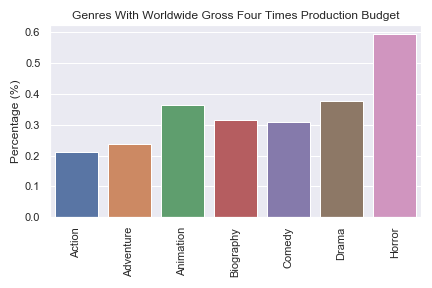 Genres With Worldwide Gross Four Times Production Budget
Percentage (%)
0.6
0.5
0.4
0.3
0.2
0.1
0.0
Action
Adventure
Animation
Biography
Comedy
Drama
Horror